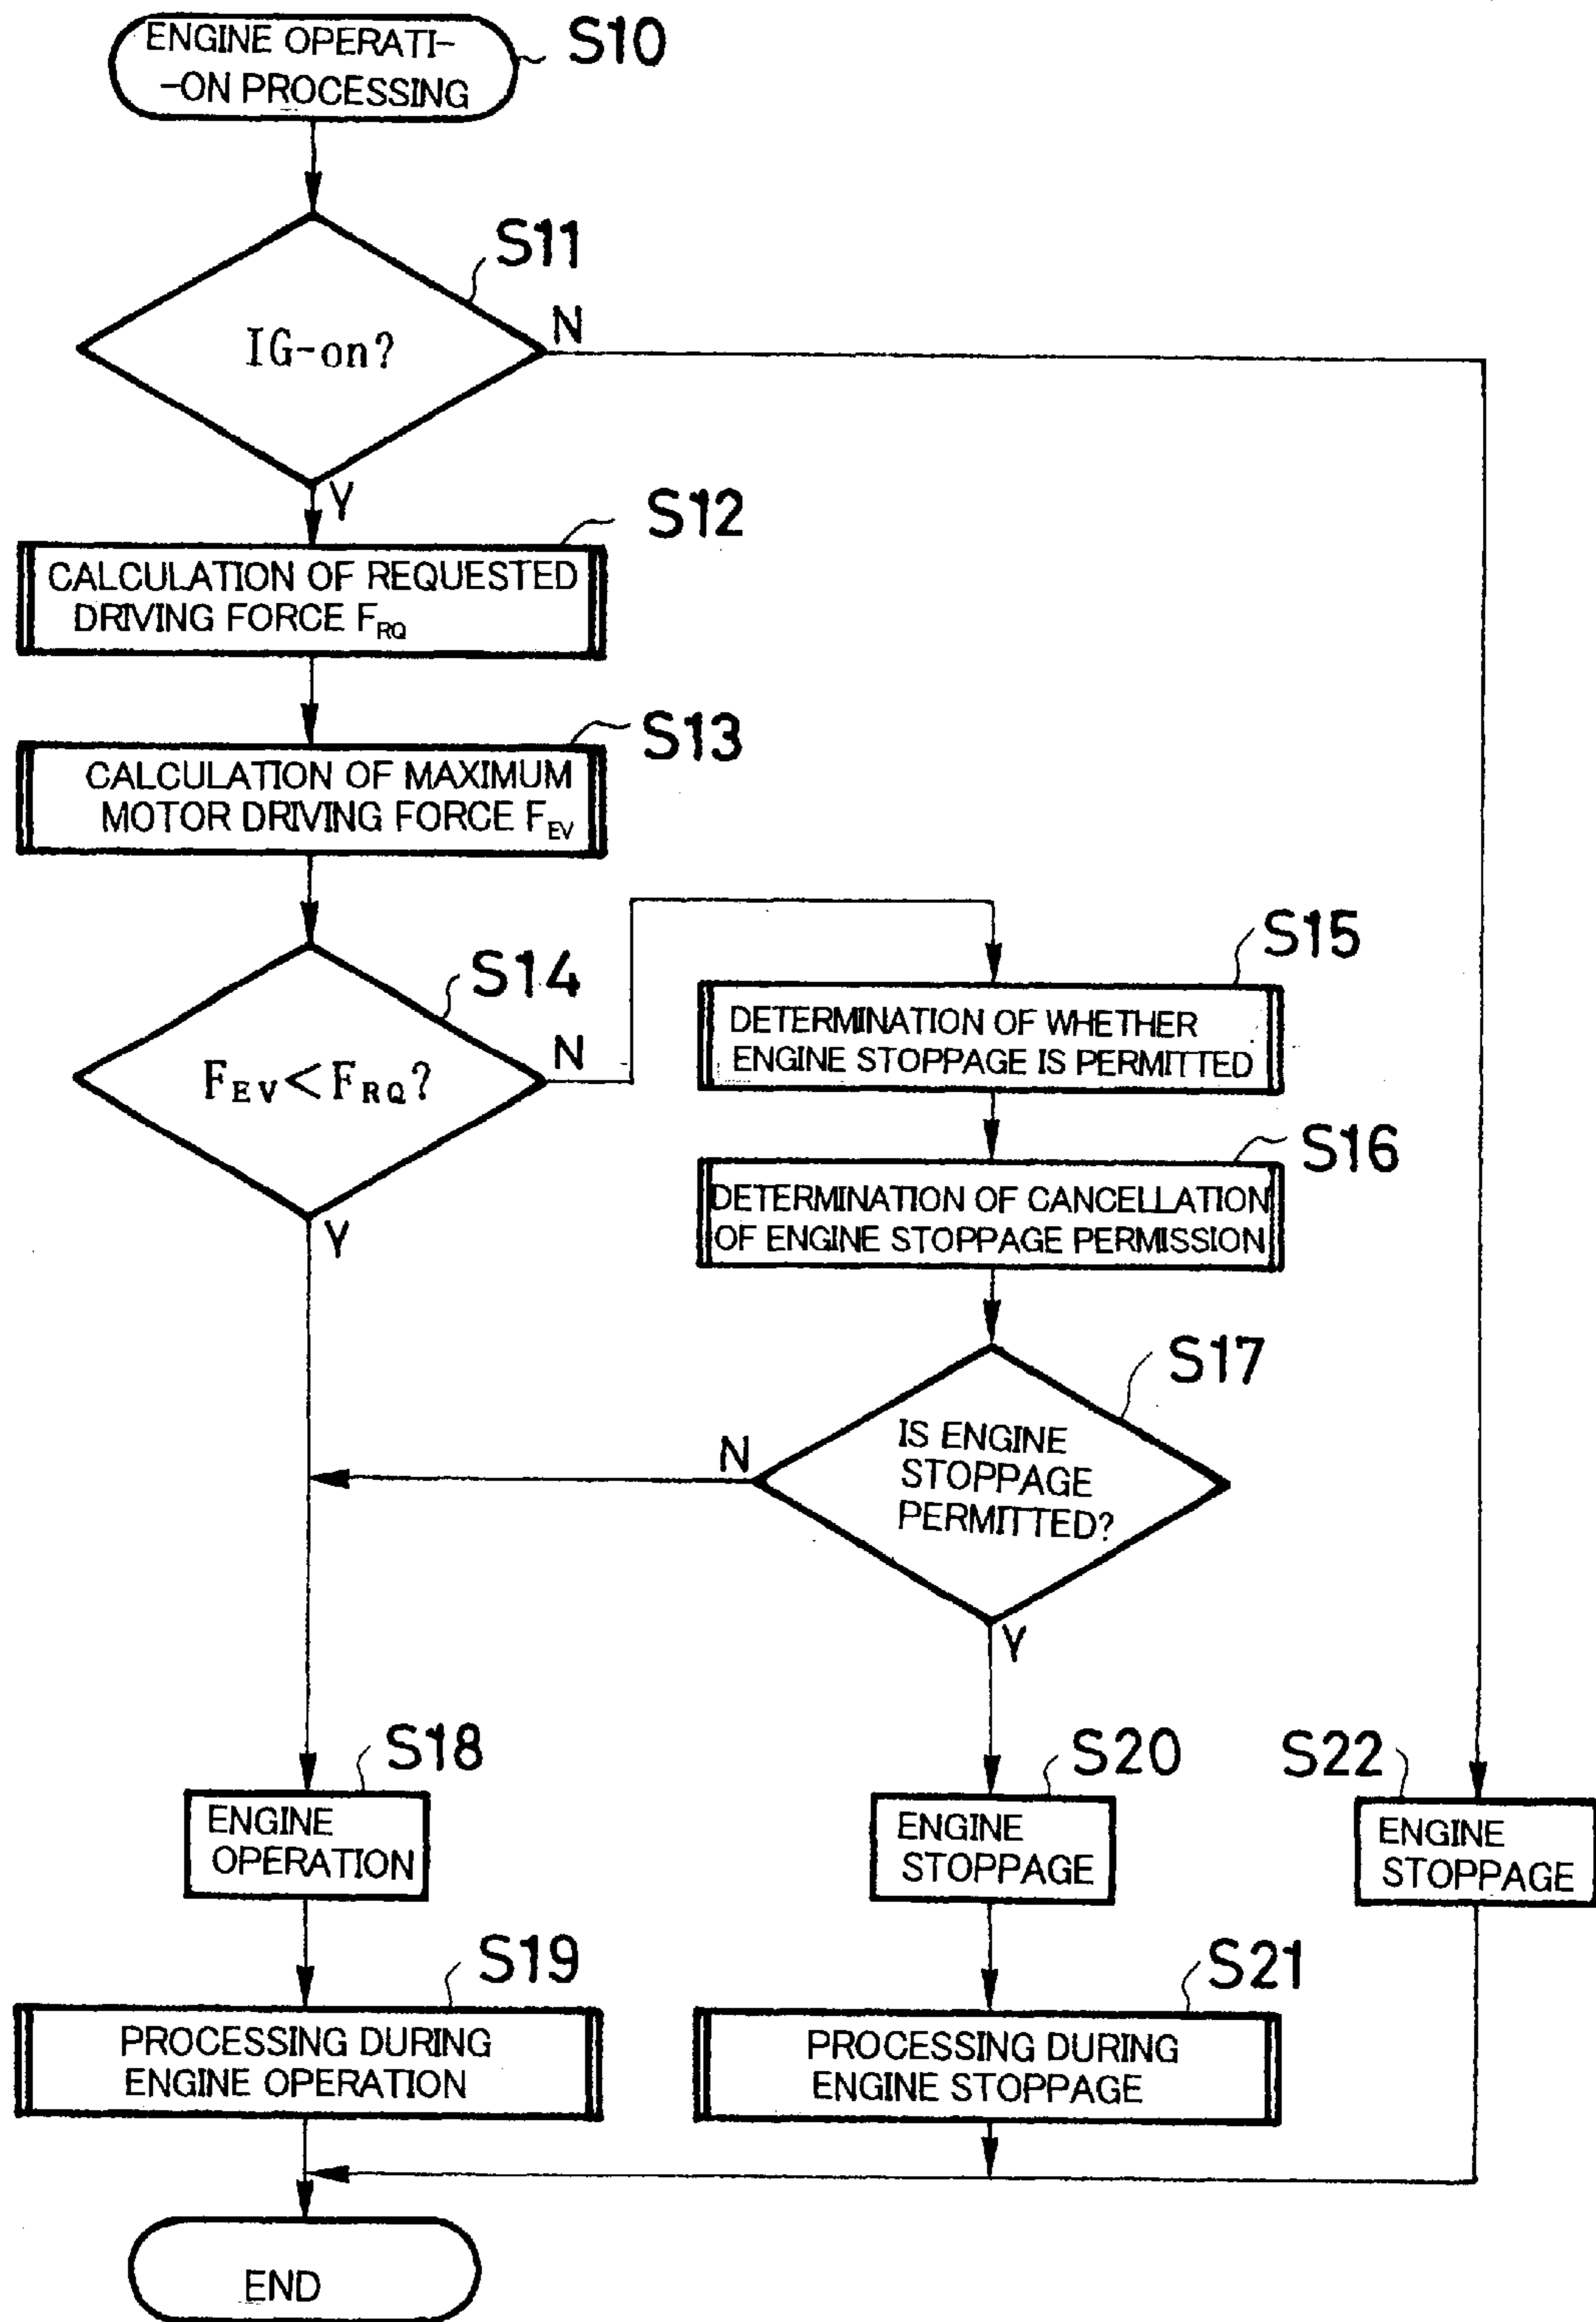 ENGINE OPERATI-
-ON PROCESSING
S10
S11
IG-on?
N
Y
S12
CALCULATION OF REQUESTED
DRIVING FORCE FRQ
S13
CALCULATION OF MAXIMUM
MOTOR DRIVING FORCE FEV
S14
FEV<FRQ?
N
Y
S15
DETERMINATION OF WHETHER
ENGINE STOPPAGE IS PERMITTED
S16
DETERMINATION OF CANCELLATION
OF ENGINE STOPPAGE PERMISSION
S17
IS ENGINE
STOPPAGE
PERMITTED?
N
Y
S18
ENGINE
OPERATION
S20
ENGINE
STOPPAGE
S22
ENGINE
STOPPAGE
S19
PROCESSING DURING
ENGINE OPERATION
S21
PROCESSING DURING
ENGINE STOPPAGE
END